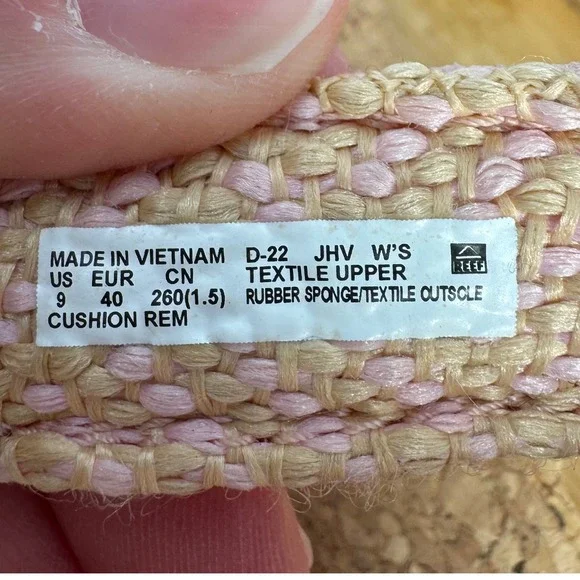 MADE IN VIETNAM D-22 JHV W'S
US EUR CN TEXTILE UPPER
9 40 260(1.5) RUBBER SPONGE/TEXTILE OUTSOLE
CUSHION REM
REEF